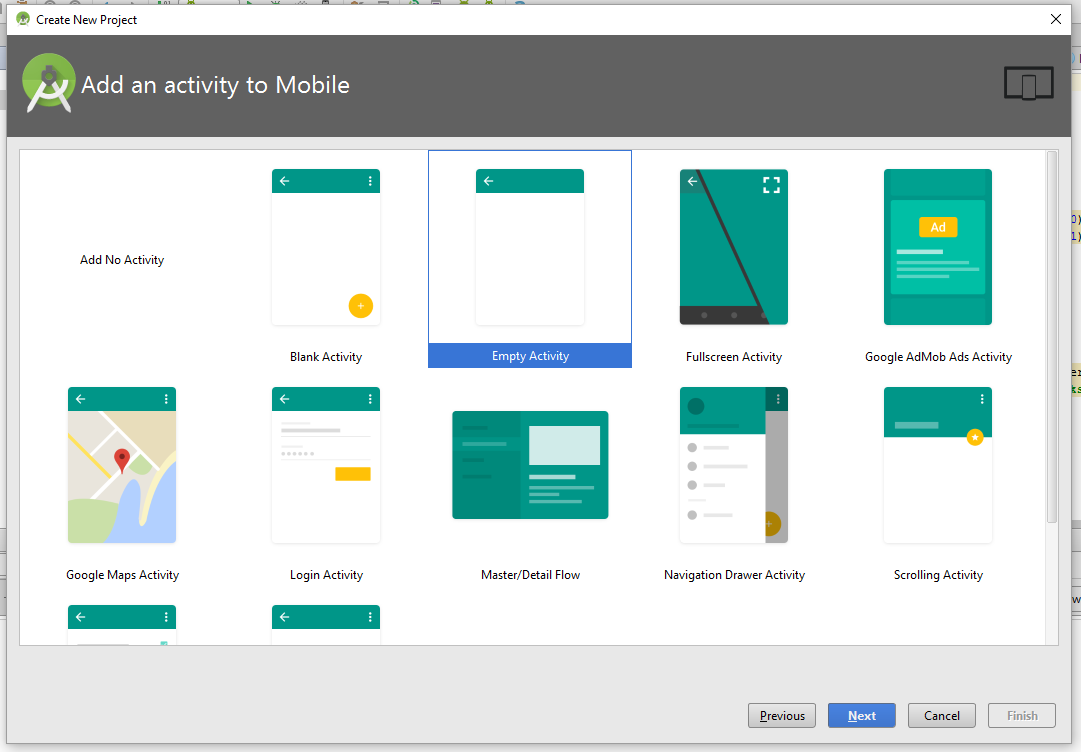 Create New Project
Add an activity to Mobile
Add No Activity
Blank Activity
Empty Activity
Fullscreen Activity
Ad
Google AdMob Ads Activity
Google Maps Activity
Login Activity
Master/Detail Flow
Navigation Drawer Activity
Scrolling Activity
Previous
Next
Cancel
Finish